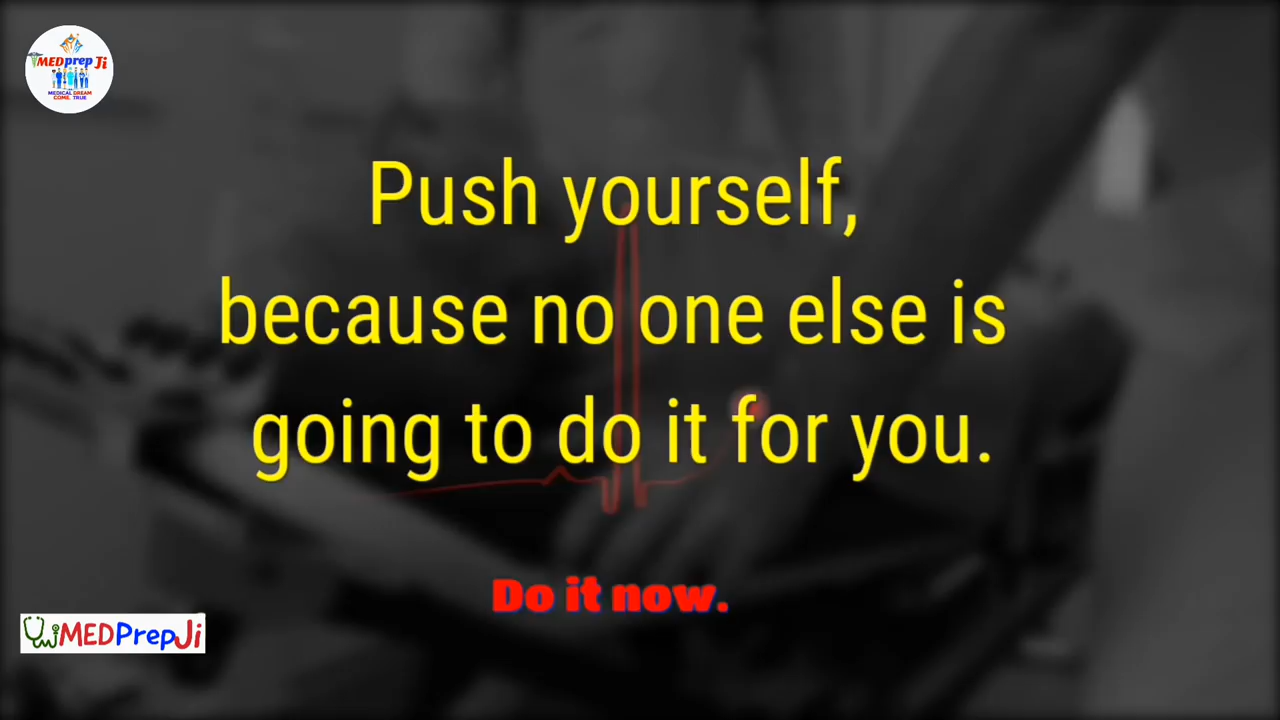 MEDprep Ji
MEDICAL DREAM
COME TRUE
Push yourself,
because no one else is
going to do it for you.
Do it now.
MEDPrepJi